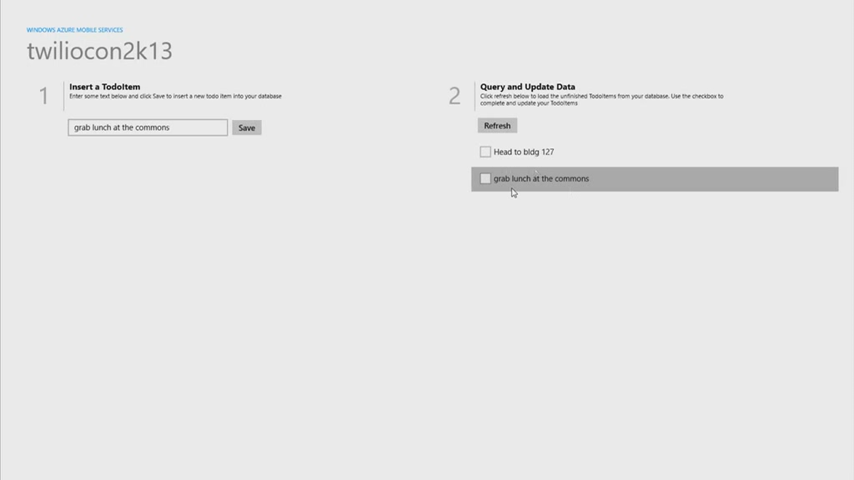 WINDOWS AZURE MOBILE SERVICES
twiliocon2k13
1
Insert a TodoItem
Enter some text below and click Save to insert a new todo item into your database
grab lunch at the commons
Save
2
Query and Update Data
Click refresh below to load the unfinished TodoItems from your database. Use the checkbox to
complete and update your TodoItems
Refresh
Head to bldg 127
grab lunch at the commons